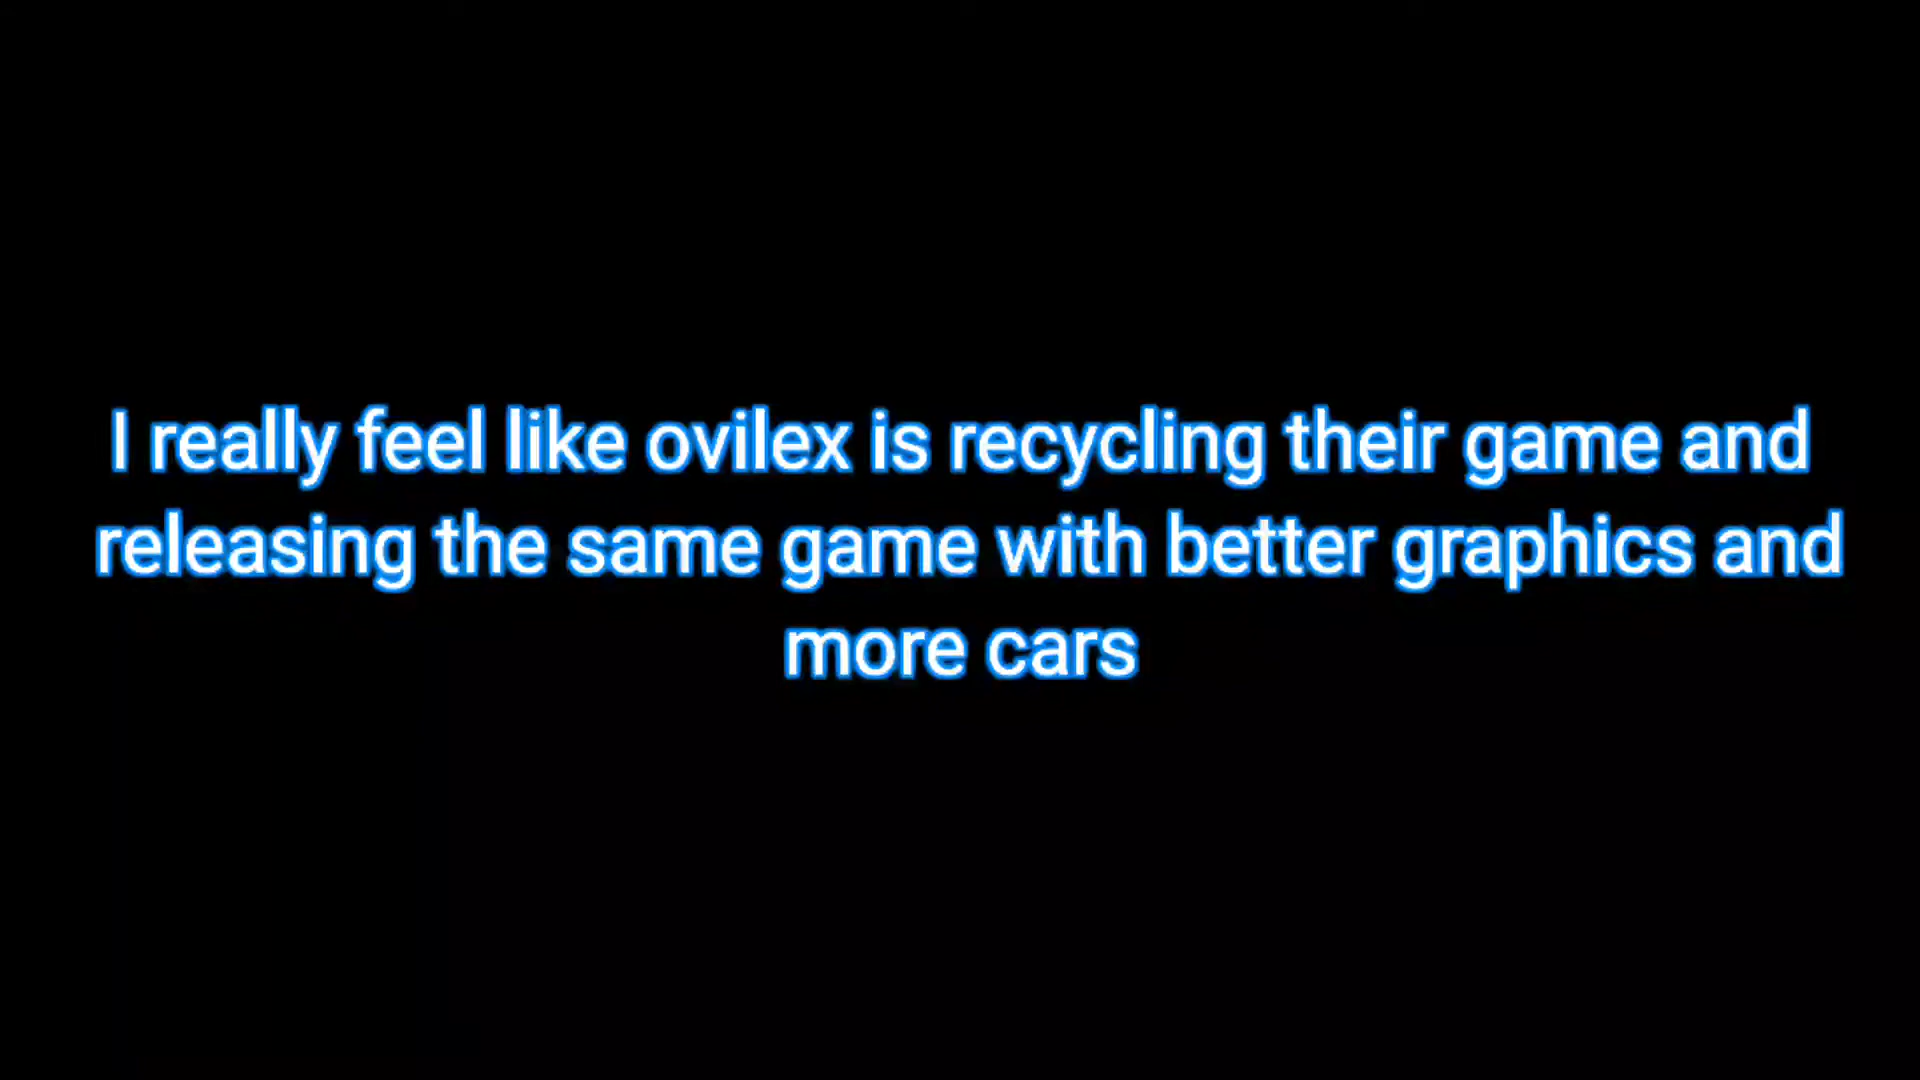 I really feel like ovilex is recycling their game and
releasing the same game with better graphics and
more cars